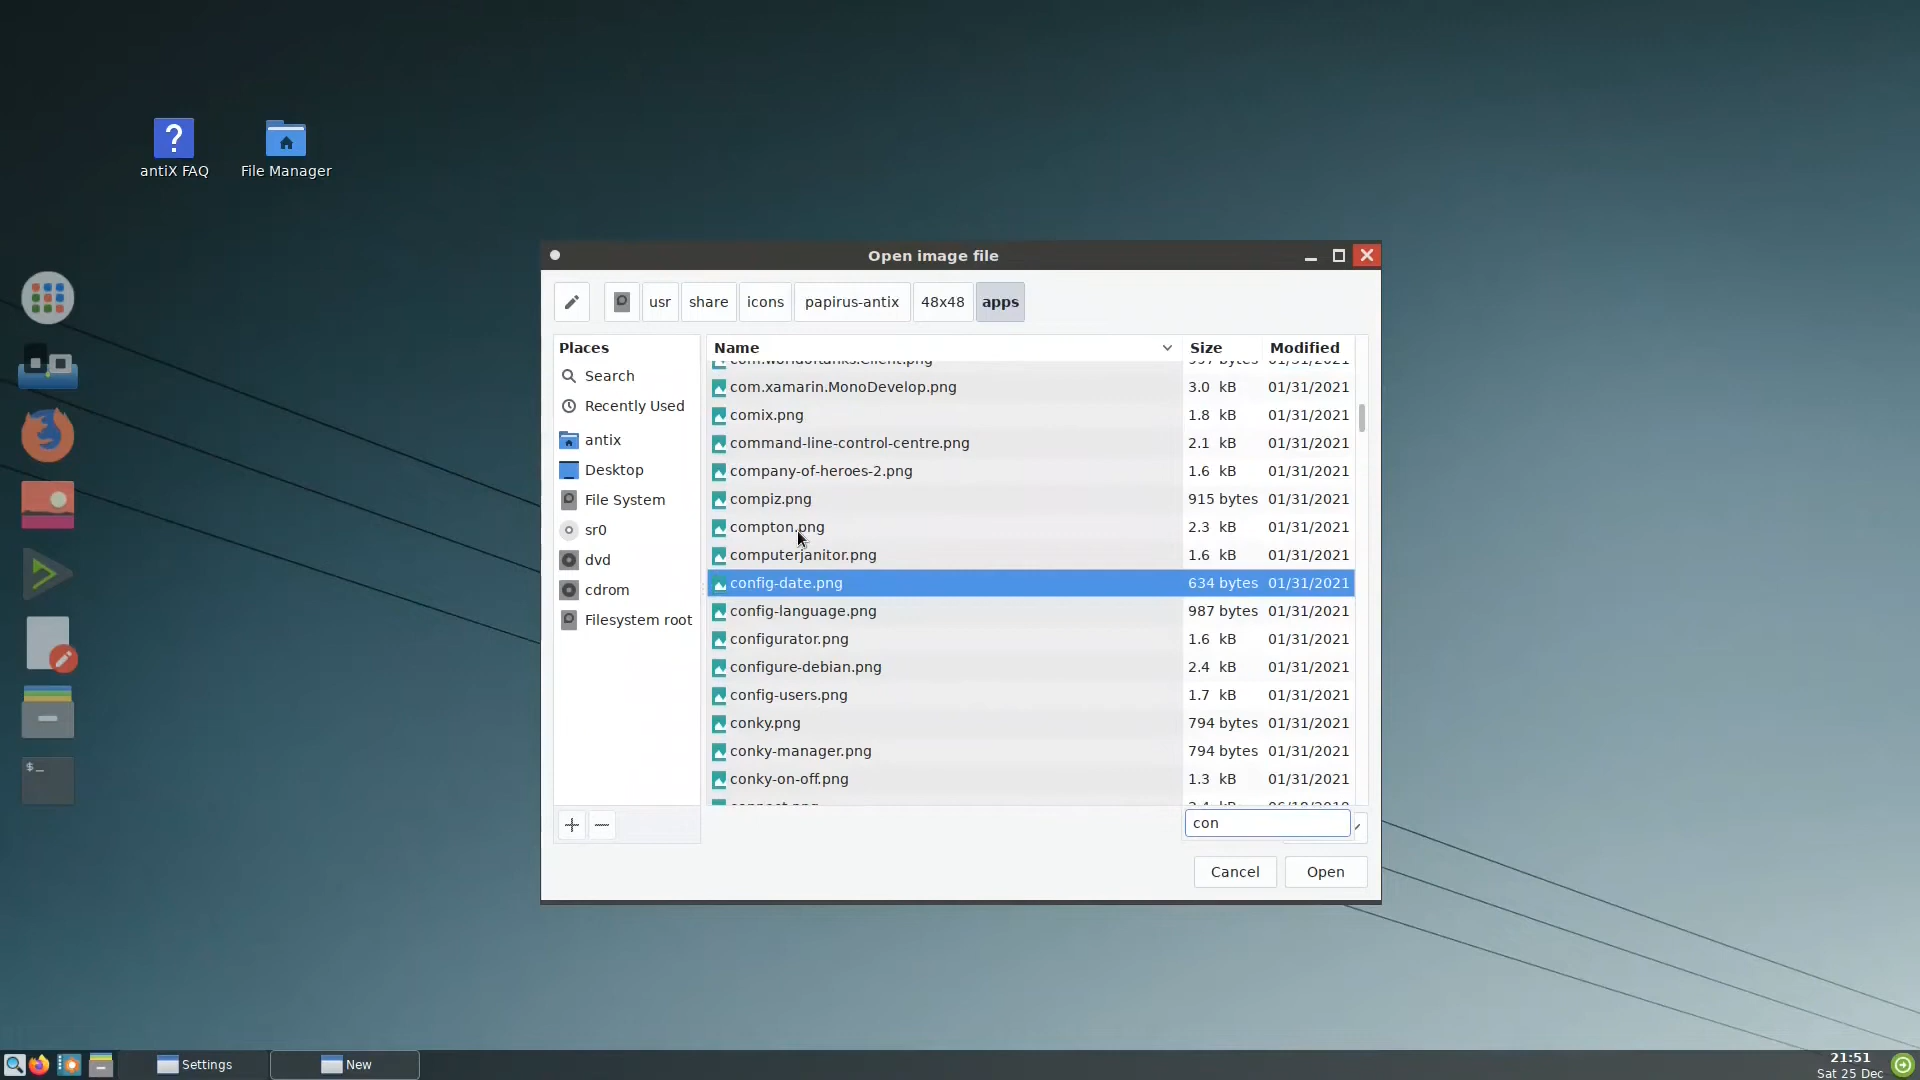 antiX FAQ
File Manager
Open image file
usr
share
icons
papirus-antix
48x48
apps
Places
Name
Size
Modified
Search
Recently Used
antix
Desktop
File System
sr0
dvd
cdrom
Filesystem root
com.xamarin.MonoDevelop.png 3.0 kB 01/31/2021
comix.png 1.8 kB 01/31/2021
command-line-control-centre.png 2.1 kB 01/31/2021
company-of-heroes-2.png 1.6 kB 01/31/2021
compiz.png 915 bytes 01/31/2021
compton.png 2.3 kB 01/31/2021
computerjanitor.png 1.6 kB 01/31/2021
config-date.png 634 bytes 01/31/2021
config-language.png 987 bytes 01/31/2021
configurator.png 1.6 kB 01/31/2021
configure-debian.png 2.4 kB 01/31/2021
config-users.png 1.7 kB 01/31/2021
conky.png 794 bytes 01/31/2021
conky-manager.png 794 bytes 01/31/2021
conky-on-off.png 1.3 kB 01/31/2021
con
Cancel
Open
$_
Settings
New
21:51
Sat 25 Dec